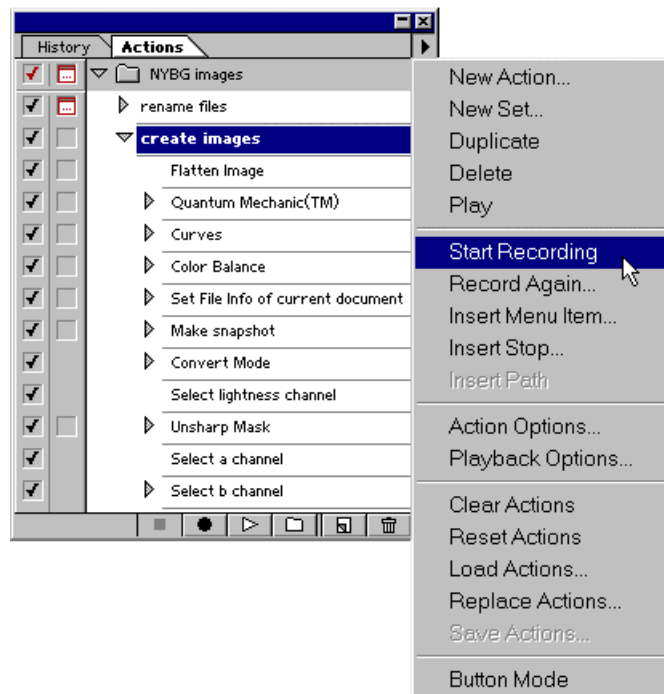 History
Actions
NYBG images
rename files
create images
Flatten Image
Quantum Mechanic(TM)
Curves
Color Balance
Set File Info of current document
Make snapshot
Convert Mode
Select lightness channel
Unsharp Mask
Select a channel
Select b channel
New Action...
New Set...
Duplicate
Delete
Play
Start Recording
Record Again...
Insert Menu Item...
Insert Stop...
Insert Path
Action Options...
Playback Options...
Clear Actions
Reset Actions
Load Actions...
Replace Actions...
Save Actions...
Button Mode